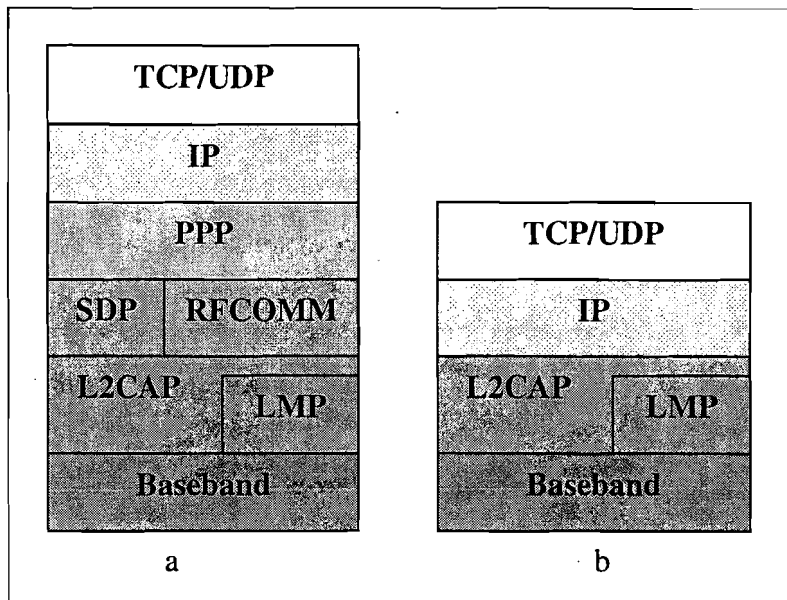 TCP/UDP
IP
PPP
SDP RFCOMM
L2CAP
LMP
Baseband
a
TCP/UDP
IP
L2CAP
LMP
Baseband
b